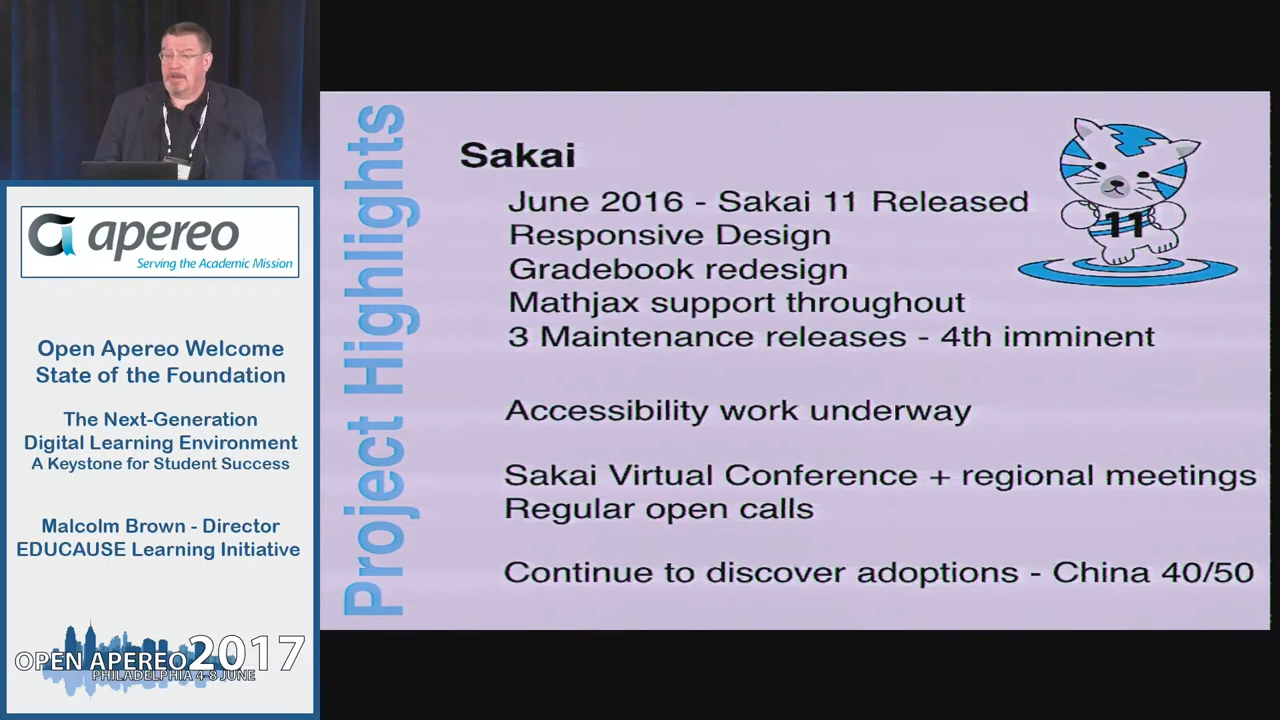 apereo
Serving the Academic Mission
Open Apereo Welcome
State of the Foundation
The Next-Generation
Digital Learning Environment
A Keystone for Student Success
Malcolm Brown - Director
EDUCAUSE Learning Initiative
OPEN APEREO 2017
PHILADELPHIA 4-8 JUNE
Project Highlights
Sakai
June 2016 - Sakai 11 Released
Responsive Design
Gradebook redesign
Mathjax support throughout
3 Maintenance releases - 4th imminent
Accessibility work underway
Sakai Virtual Conference + regional meetings
Regular open calls
Continue to discover adoptions - China 40/50
11